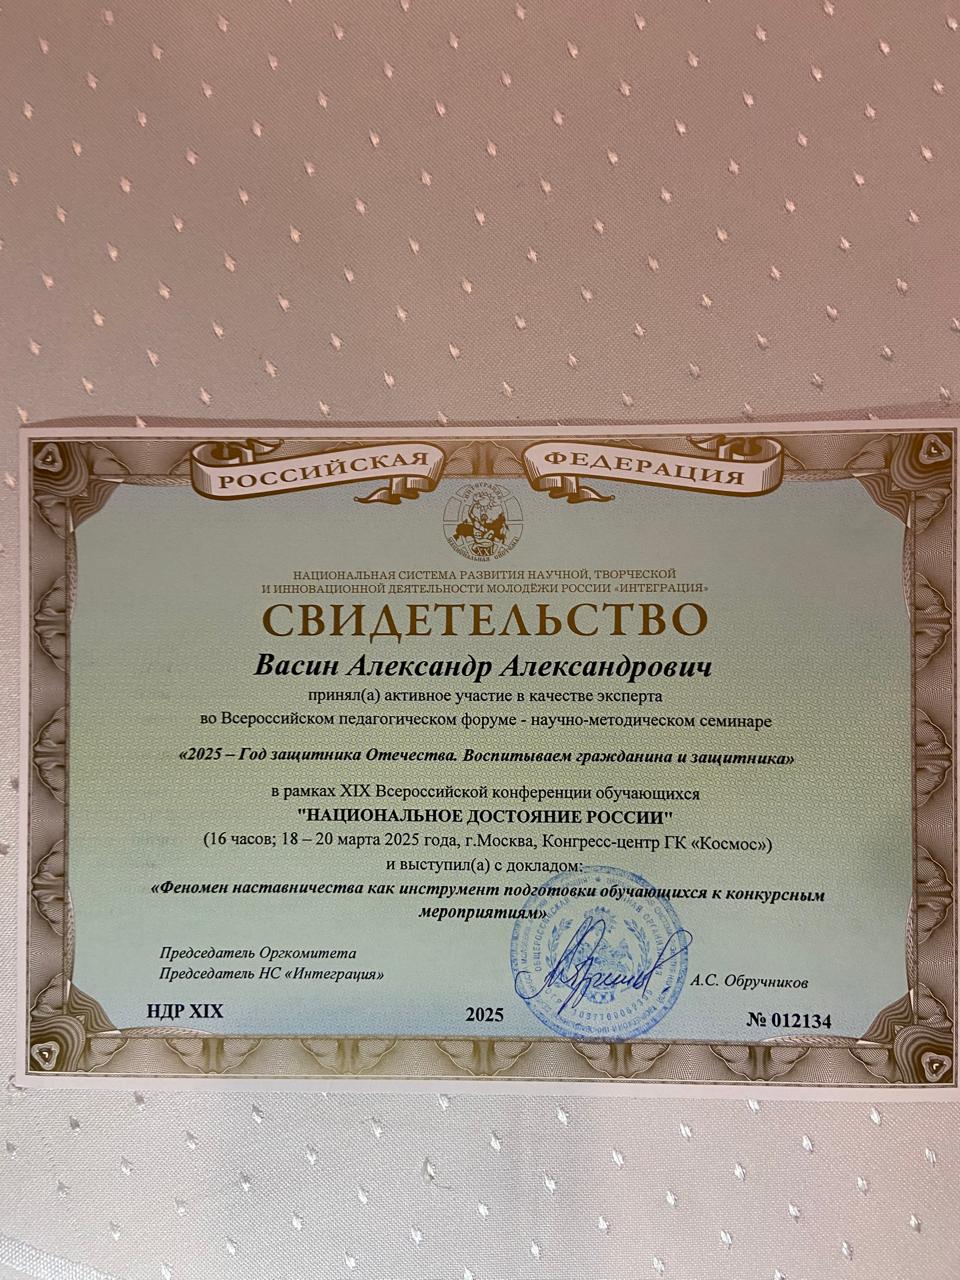 РОССИЙСКАЯ ФЕДЕРАЦИЯ
ИНТЕГРАЦИЯ
XXI
НАЦИОНАЛЬНАЯ СИСТЕМА РАЗВИТИЯ НАУЧНОЙ, ТВОРЧЕСКОЙ
И ИННОВАЦИОННОЙ ДЕЯТЕЛЬНОСТИ МОЛОДЁЖИ РОССИИ «ИНТЕГРАЦИЯ»
СВИДЕТЕЛЬСТВО
Васин Александр Александрович
принял(а) активное участие в качестве эксперта
во Всероссийском педагогическом форуме - научно-методическом семинаре
«2025 – Год защитника Отечества. Воспитываем гражданина и защитника»
в рамках XIX Всероссийской конференции обучающихся
"НАЦИОНАЛЬНОЕ ДОСТОЯНИЕ РОССИИ"
(16 часов; 18 – 20 марта 2025 года, г.Москва, Конгресс-центр ГК «Космос»)
и выступил(а) с докладом:
«Феномен наставничества как инструмент подготовки обучающихся к конкурсным
мероприятиям»
Председатель Оргкомитета
Председатель НС «Интеграция»
А.С. Обручников
НДР XIX
2025
№ 012134